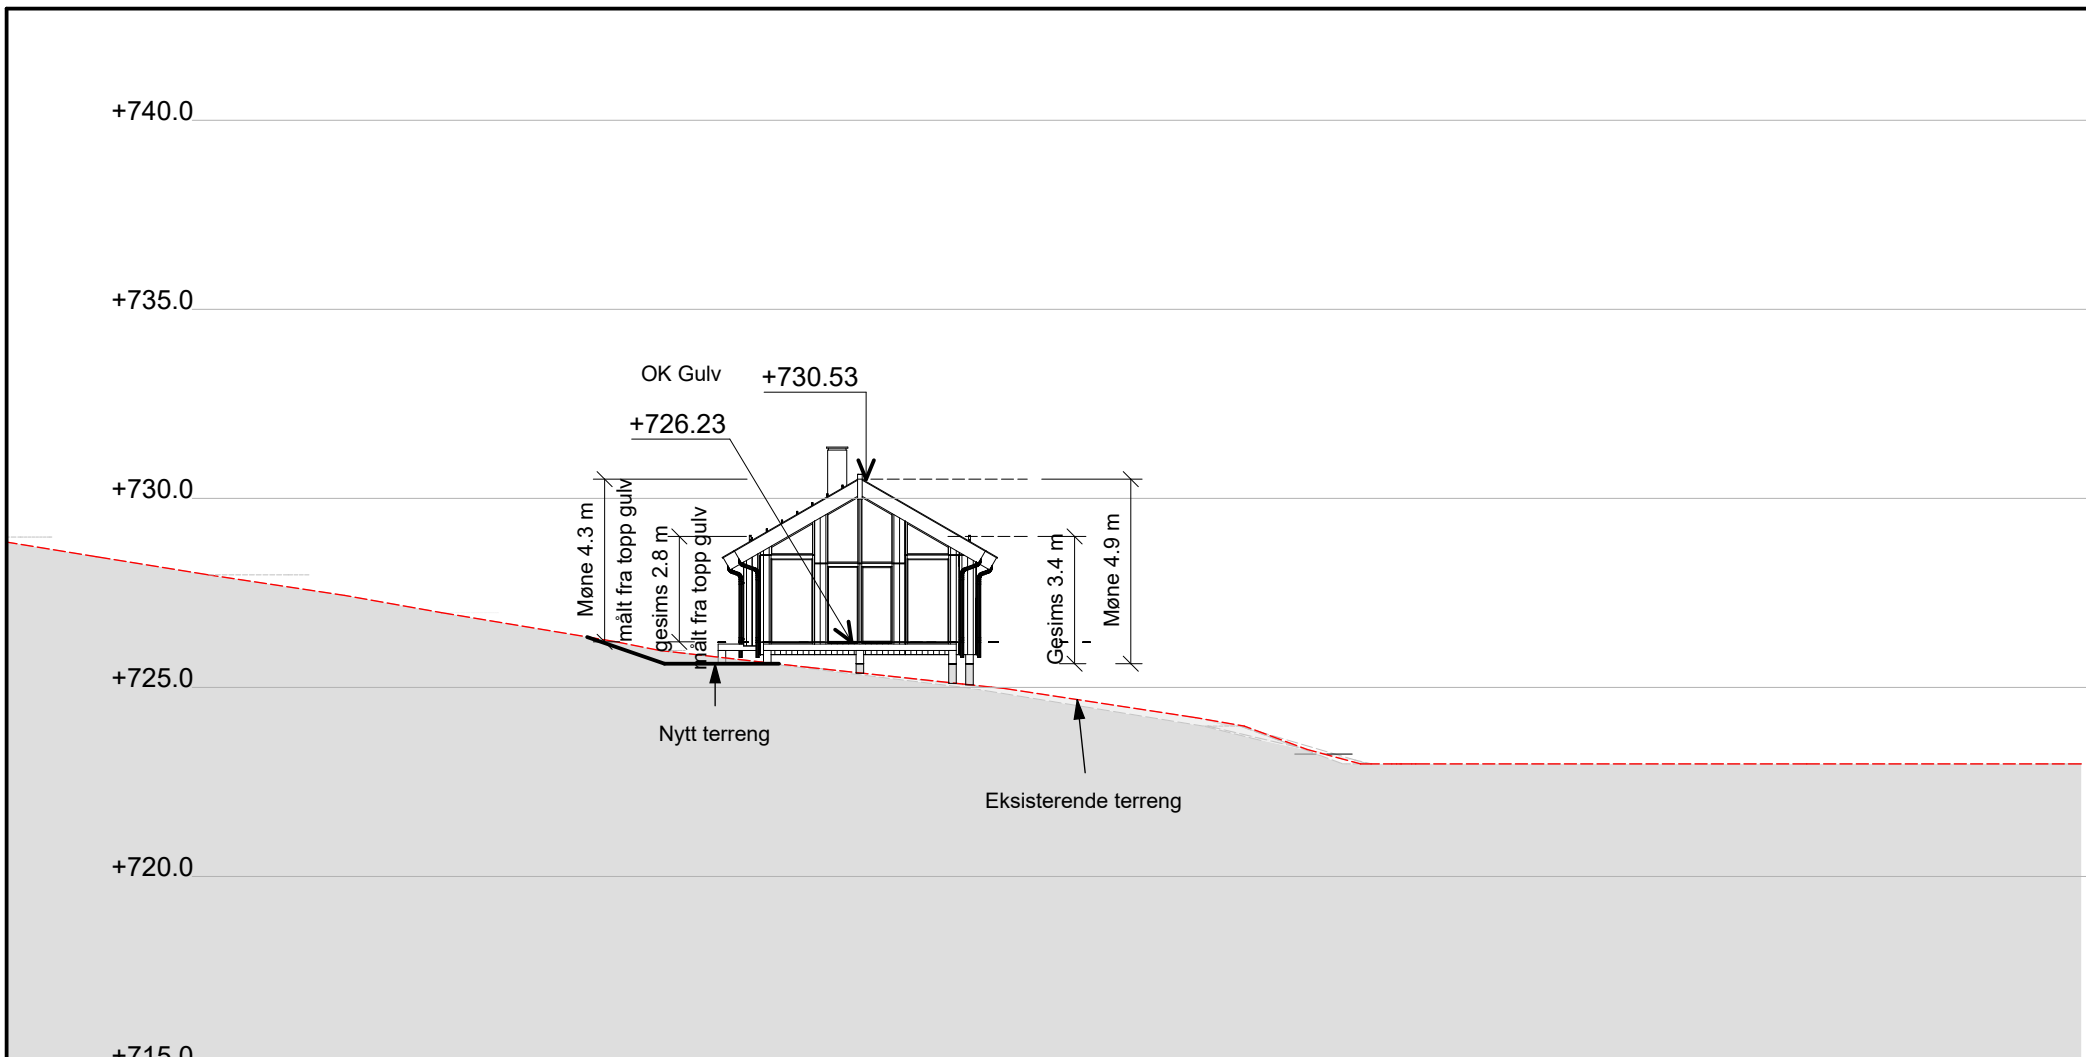 +740.0
+735.0
OK Gulv
+730.53
+726.23
+730.0
Møne 4.3 m
målt fra topp gulv
gesims 2.8 m
målt fra topp gulv
Gesims 3.4 m
Møne 4.9 m
+725.0
Nytt terreng
Eksisterende terreng
+720.0
+715.0